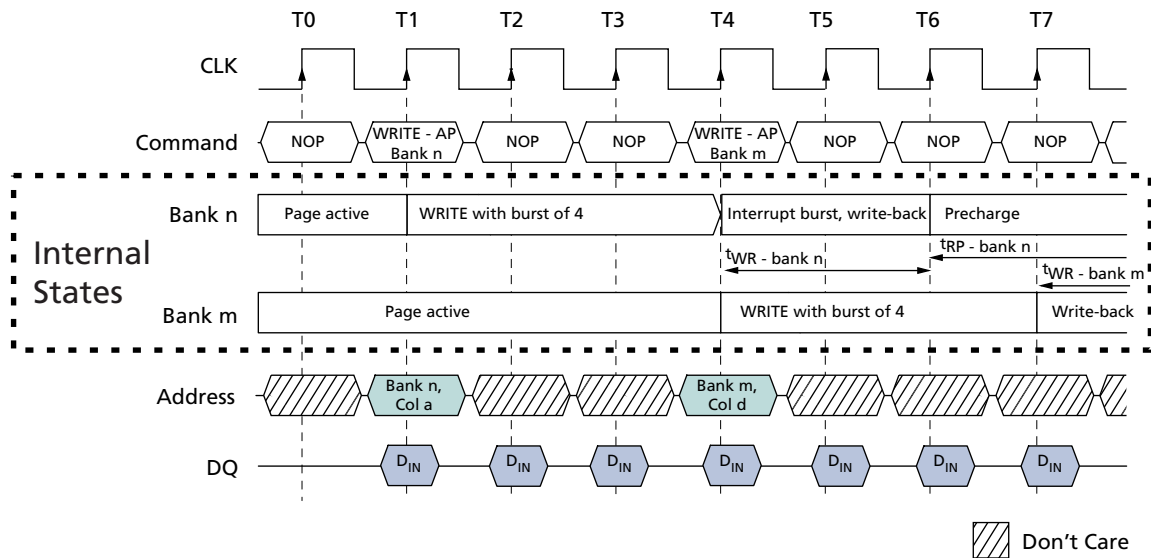 T0 T1 T2 T3 T4 T5 T6 T7
CLK
Command NOP WRITE - AP Bank n NOP NOP WRITE - AP Bank m NOP NOP NOP
Bank n Page active WRITE with burst of 4 Interrupt burst, write-back Precharge
Internal
States
tWR - bank n tRP - bank n
tWR - bank m
Bank m Page active WRITE with burst of 4 Write-back
Address Bank n, Col a Bank m, Col d
DQ DIN DIN DIN DIN DIN DIN DIN
Don't Care